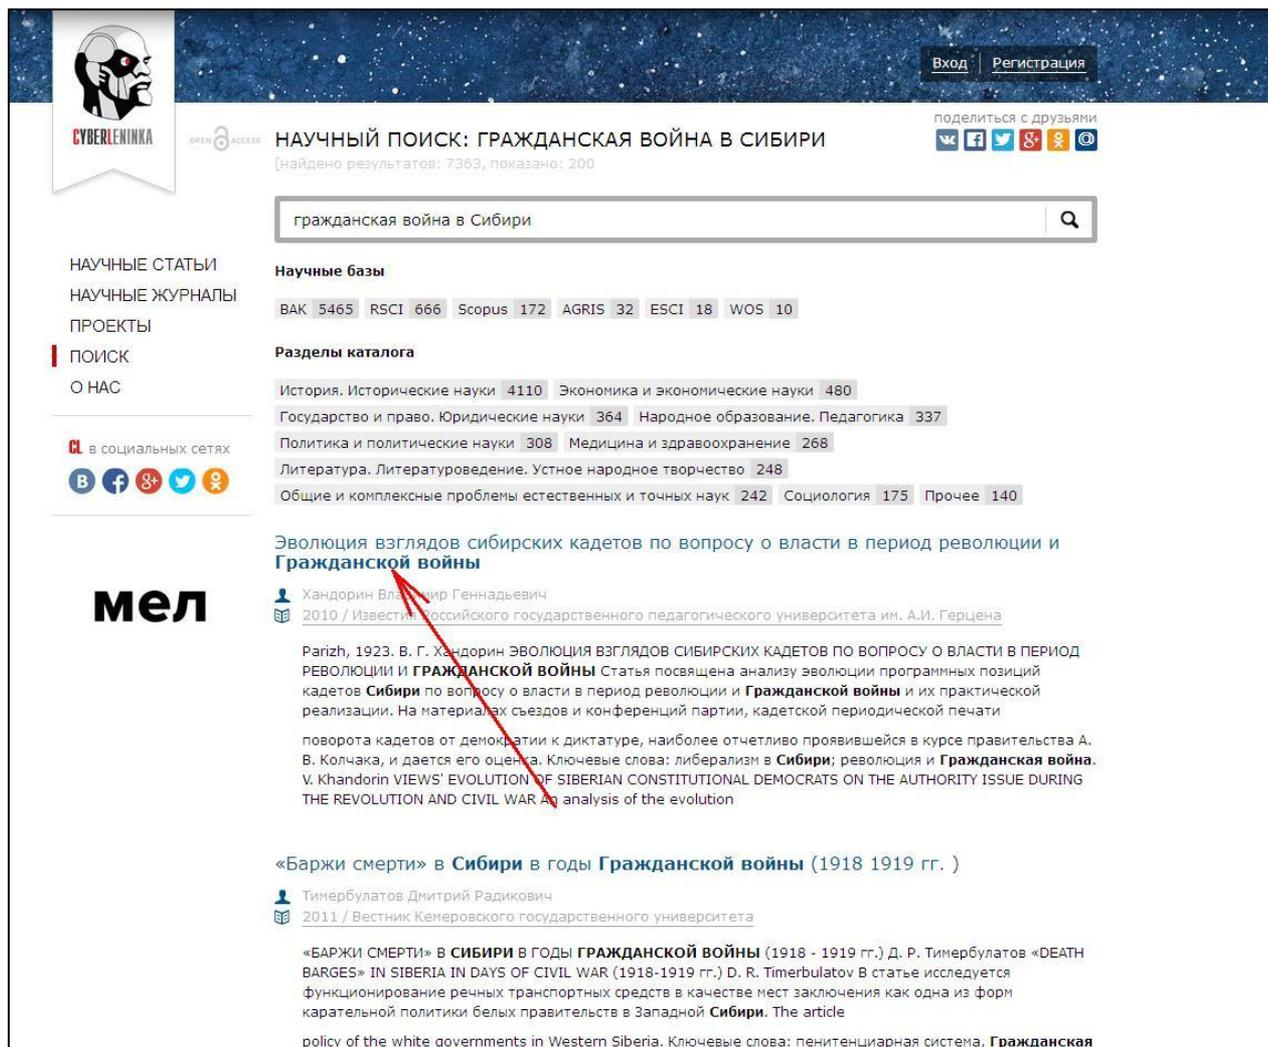 Вход Регистрация
CYBERLENINKA
OPEN ACCESS
НАУЧНЫЙ ПОИСК: ГРАЖДАНСКАЯ ВОЙНА В СИБИРИ
[найдено результатов: 7363, показано: 200
поделиться с друзьями
гражданская война в Сибири
НАУЧНЫЕ СТАТЬИ
НАУЧНЫЕ ЖУРНАЛЫ
ПРОЕКТЫ
ПОИСК
О НАС
CL в социальных сетях
мел
Научные базы
ВАК 5465 RSCI 666 Scopus 172 AGRIS 32 ESCI 18 WOS 10
Разделы каталога
История. Исторические науки 4110 Экономика и экономические науки 480
Государство и право. Юридические науки 364 Народное образование. Педагогика 337
Политика и политические науки 308 Медицина и здравоохранение 268
Литература. Литературоведение. Устное народное творчество 248
Общие и комплексные проблемы естественных и точных наук 242 Социология 175 Прочее 140
Эволюция взглядов сибирских кадетов по вопросу о власти в период революции и
Гражданской войны
Хандорин Владимир Геннадьевич
2010 / Известия Российского государственного педагогического университета им. А.И. Герцена
Parizh, 1923. В. Г. Хандорин ЭВОЛЮЦИЯ ВЗГЛЯДОВ СИБИРСКИХ КАДЕТОВ ПО ВОПРОСУ О ВЛАСТИ В ПЕРИОД
РЕВОЛЮЦИИ И ГРАЖДАНСКОЙ ВОЙНЫ Статья посвящена анализу эволюции программных позиций
кадетов Сибири по вопросу о власти в период революции и Гражданской войны и их практической
реализации. На материалах съездов и конференций партии, кадетской периодической печати
поворота кадетов от демократии к диктатуре, наиболее отчетливо проявившейся в курсе правительства А.
В. Колчака, и дается его оценка. Ключевые слова: либерализм в Сибири; революция и Гражданская война.
V. Khandorin VIEWS' EVOLUTION OF SIBERIAN CONSTITUTIONAL DEMOCRATS ON THE AUTHORITY ISSUE DURING
THE REVOLUTION AND CIVIL WAR An analysis of the evolution
«Баржи смерти» в Сибири в годы Гражданской войны (1918 1919 гг. )
Тимербулатов Дмитрий Радикович
2011 / Вестник Кемеровского государственного университета
«БАРЖИ СМЕРТИ» В СИБИРИ В ГОДЫ ГРАЖДАНСКОЙ ВОЙНЫ (1918 - 1919 гг.) Д. Р. Тимербулатов «DEATH
BARGES» IN SIBERIA IN DAYS OF CIVIL WAR (1918-1919 гг.) D. R. Timerbulatov В статье исследуется
функционирование речных транспортных средств в качестве мест заключения как одна из форм
карательной политики белых правительств в Западной Сибири. The article
policy of the white governments in Western Siberia. Ключевые слова: пенитенциарная система, Гражданская